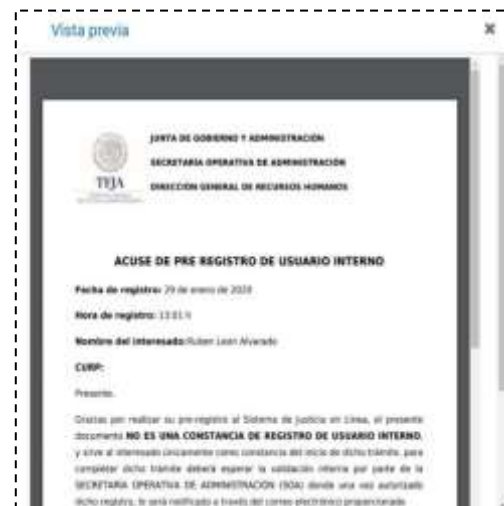 Vista previa
JUNTA DE GOBIERNO Y ADMINISTRACIÓN
SECRETARÍA OPERATIVA DE ADMINISTRACIÓN
DIRECCIÓN GENERAL DE RECURSOS HUMANOS
ACUSE DE PRE REGISTRO DE USUARIO INTERNO
Fecha de registro: 29 de enero de 2020
Hora de registro: 13:01 h
Nombre del interesado: Ruben Leon Alvarado
CURP:
Presente.
Gracias por realizar su pre-registro al Sistema de Justicia en Línea, el presente
documento NO ES UNA CONSTANCIA DE REGISTRO DE USUARIO INTERNO,
y sirve al interesado únicamente como constancia del inicio de dicho trámite, para
completar dicho trámite deberá esperar la validación interna por parte de la
SECRETARÍA OPERATIVA DE ADMINISTRACIÓN (SOA) donde una vez autorizado
dicho registro, le será notificado a través del correo electrónico proporcionado